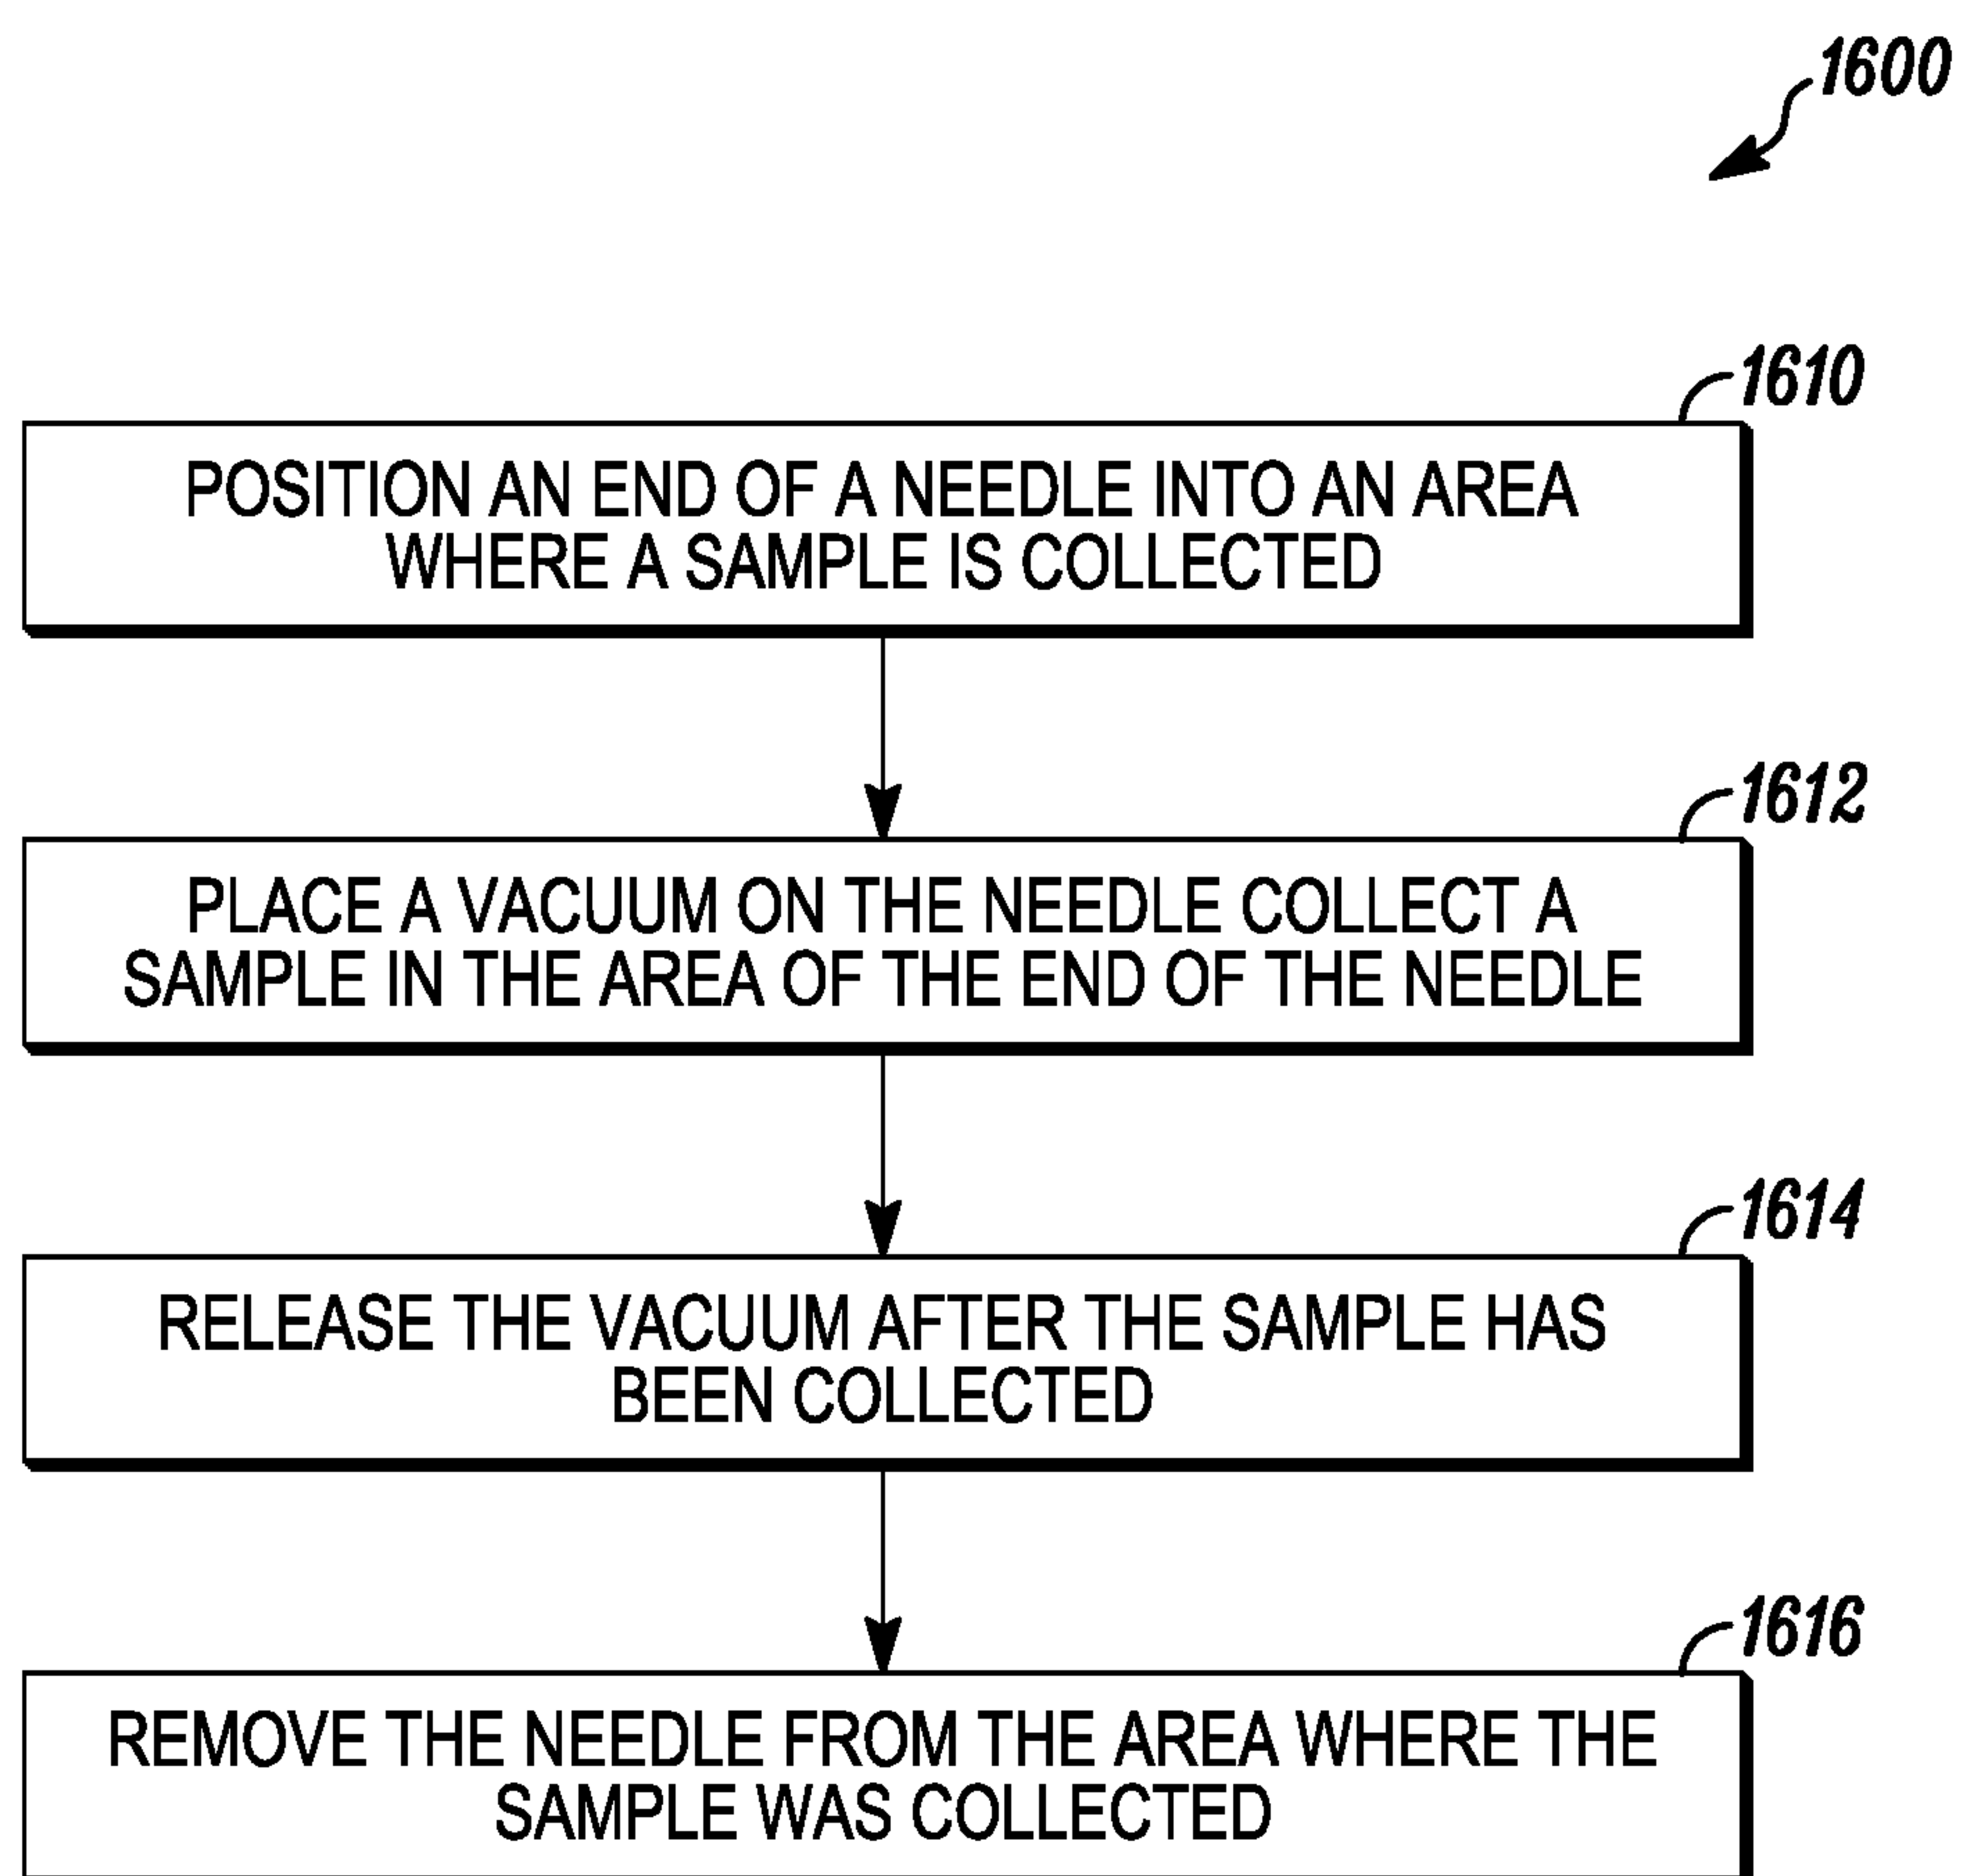 1600
1610
POSITION AN END OF A NEEDLE INTO AN AREA
WHERE A SAMPLE IS COLLECTED
1612
PLACE A VACUUM ON THE NEEDLE COLLECT A
SAMPLE IN THE AREA OF THE END OF THE NEEDLE
1614
RELEASE THE VACUUM AFTER THE SAMPLE HAS
BEEN COLLECTED
1616
REMOVE THE NEEDLE FROM THE AREA WHERE THE
SAMPLE WAS COLLECTED